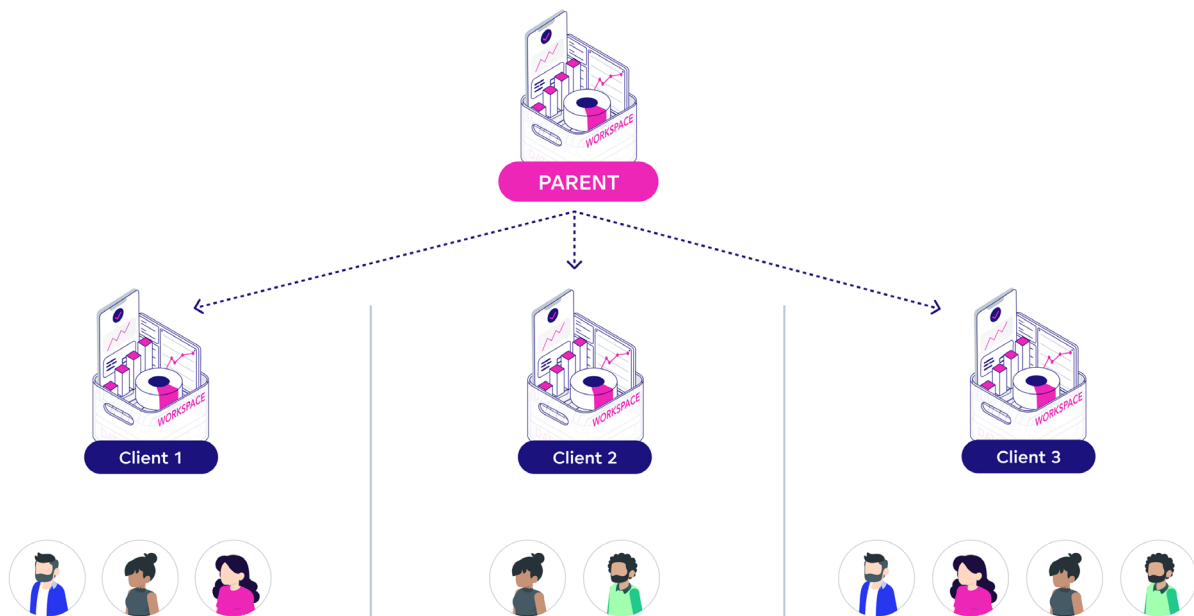 WORKSPACE
PARENT
WORKSPACE
WORKSPACE
WORKSPACE
Client 1
Client 2
Client 3